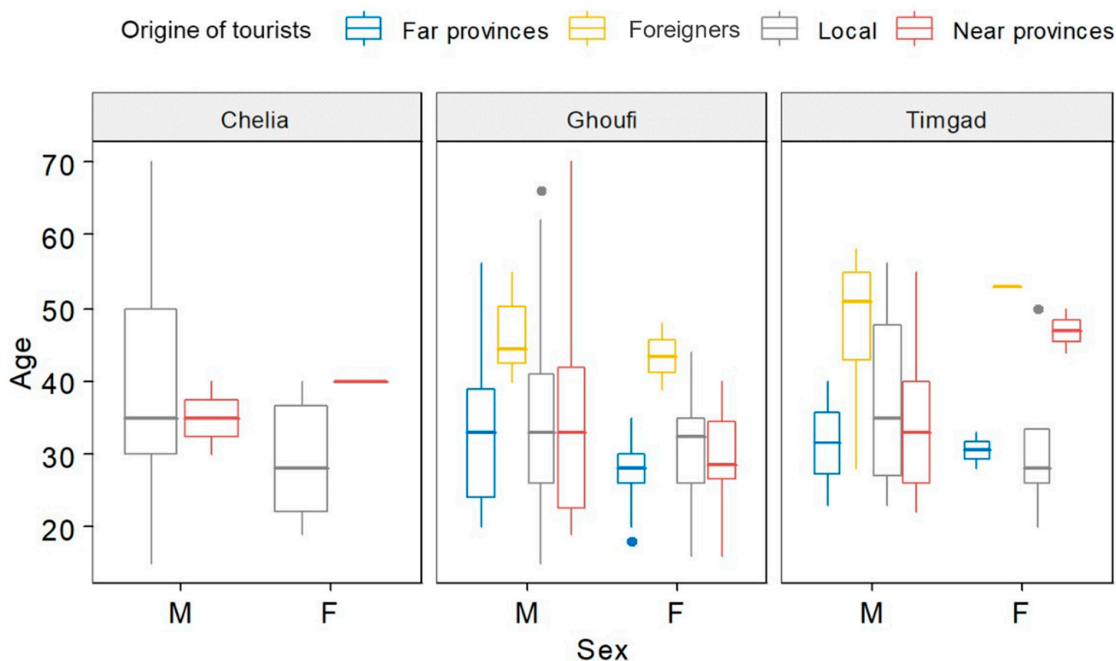 Origine of tourists Far provinces Foreigners Local Near provinces
Chelia Ghoufi Timgad
70
60
50
40
30
20
Age
M F M F M F
Sex